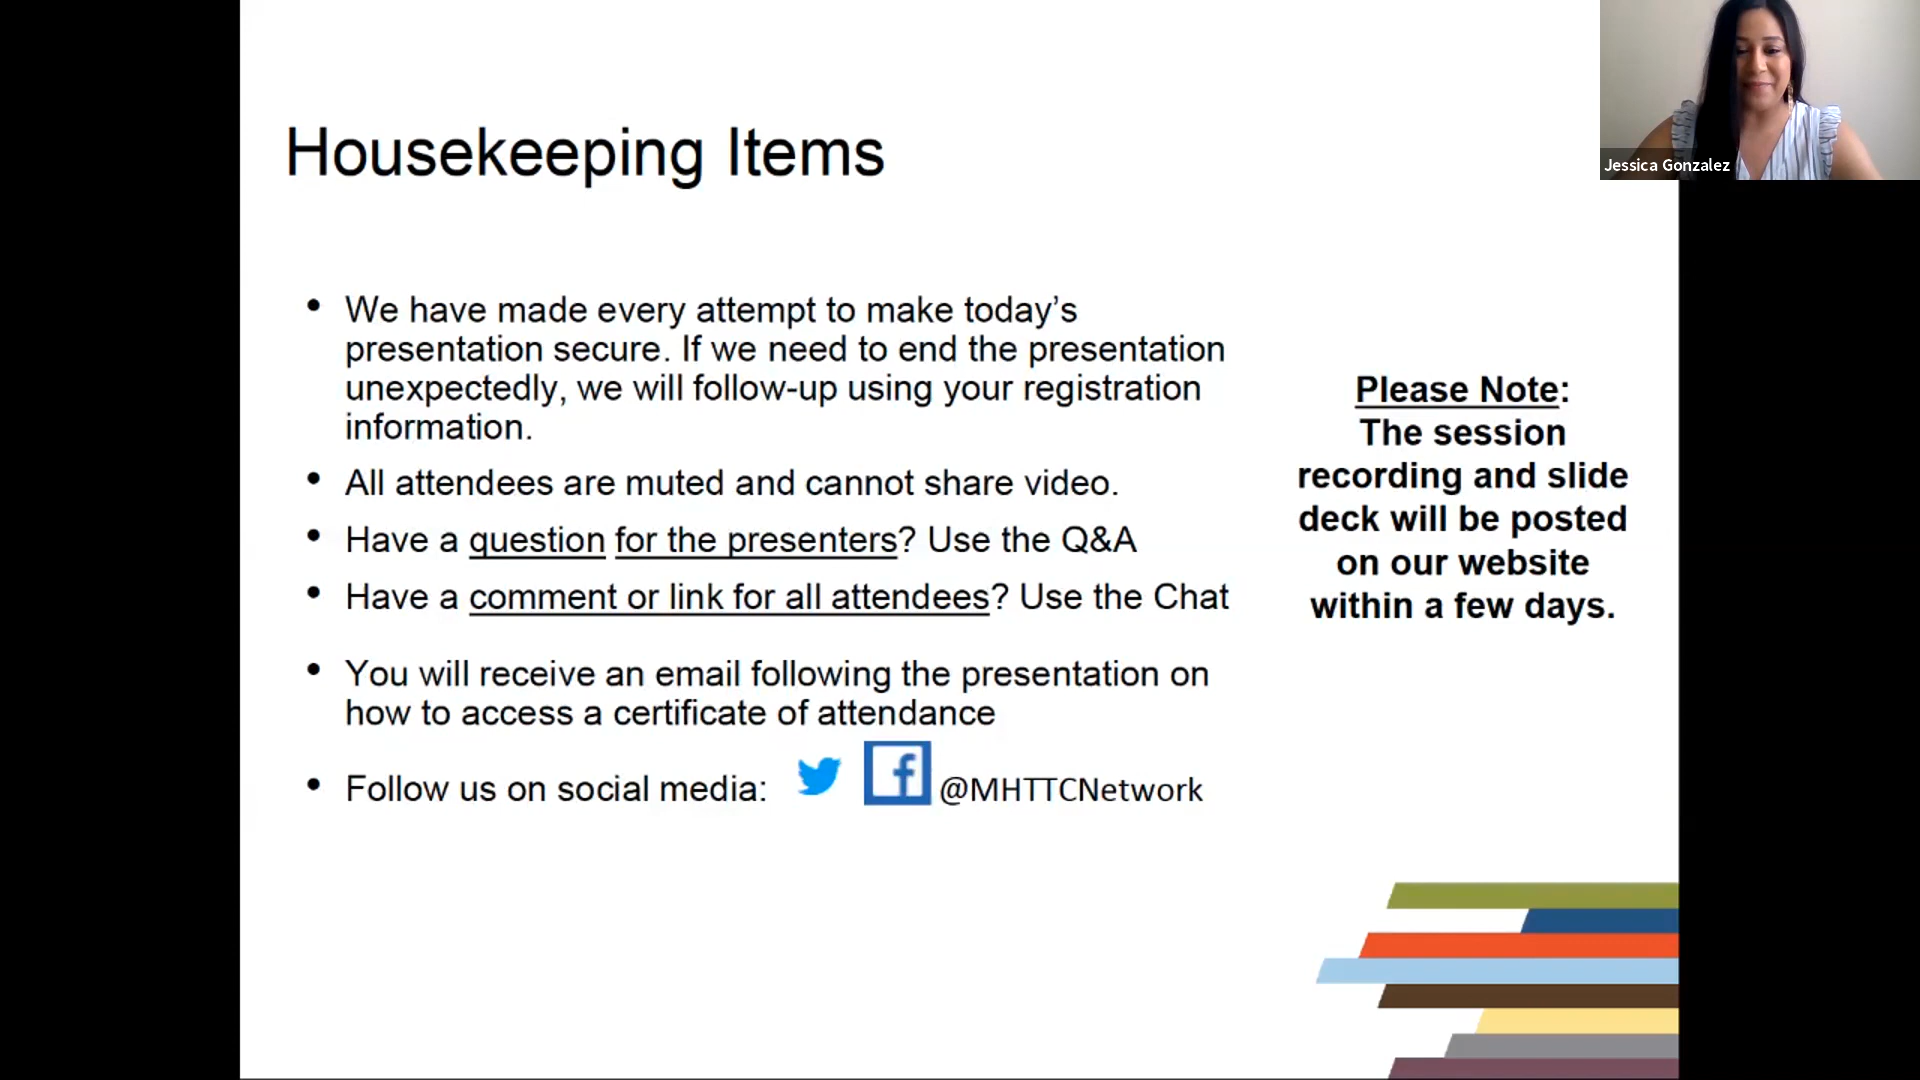 Housekeeping Items
• We have made every attempt to make today’s
presentation secure. If we need to end the presentation
unexpectedly, we will follow-up using your registration
information.
• All attendees are muted and cannot share video.
• Have a question for the presenters? Use the Q&A
• Have a comment or link for all attendees? Use the Chat
• You will receive an email following the presentation on
how to access a certificate of attendance
• Follow us on social media: @MHTTCNetwork
Please Note:
The session
recording and slide
deck will be posted
on our website
within a few days.
Jessica Gonzalez